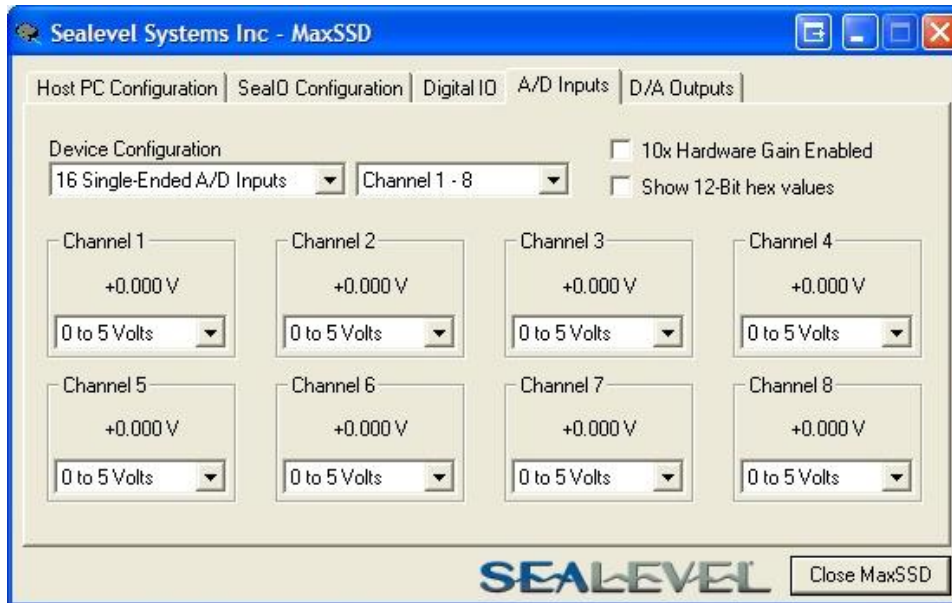 Sealevel Systems Inc - MaxSSD
Host PC Configuration SeaIO Configuration Digital IO A/D Inputs D/A Outputs
Device Configuration
10x Hardware Gain Enabled
16 Single-Ended A/D Inputs Channel 1 - 8
Show 12-Bit hex values
Channel 1 Channel 2 Channel 3 Channel 4
+0.000 V +0.000 V +0.000 V +0.000 V
0 to 5 Volts 0 to 5 Volts 0 to 5 Volts 0 to 5 Volts
Channel 5 Channel 6 Channel 7 Channel 8
+0.000 V +0.000 V +0.000 V +0.000 V
0 to 5 Volts 0 to 5 Volts 0 to 5 Volts 0 to 5 Volts
SEALEVEL Close MaxSSD